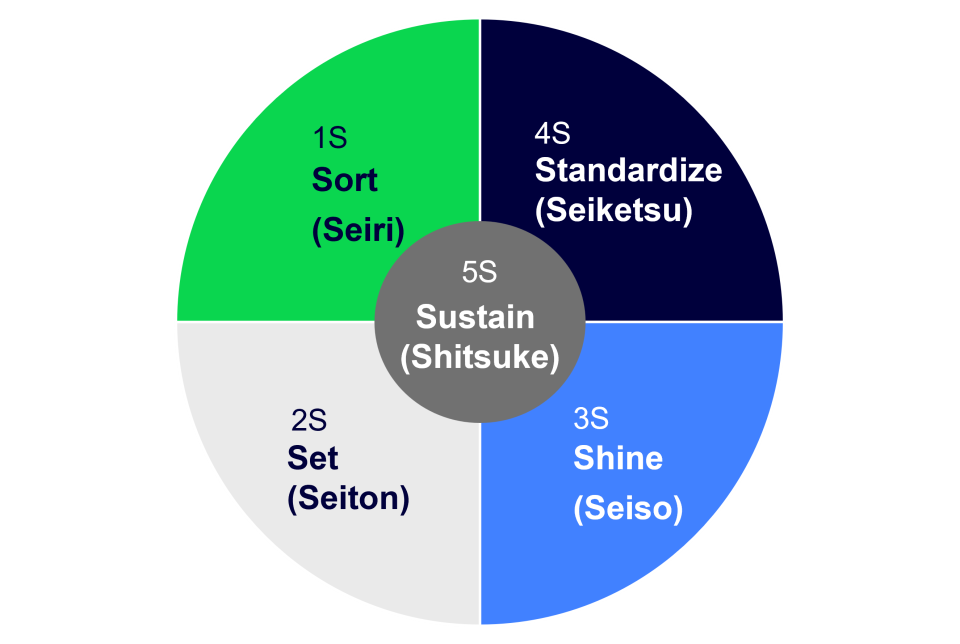 1S
Sort
(Seiri)
4S
Standardize
(Seiketsu)
5S
Sustain
(Shitsuke)
2S
Set
(Seiton)
3S
Shine
(Seiso)